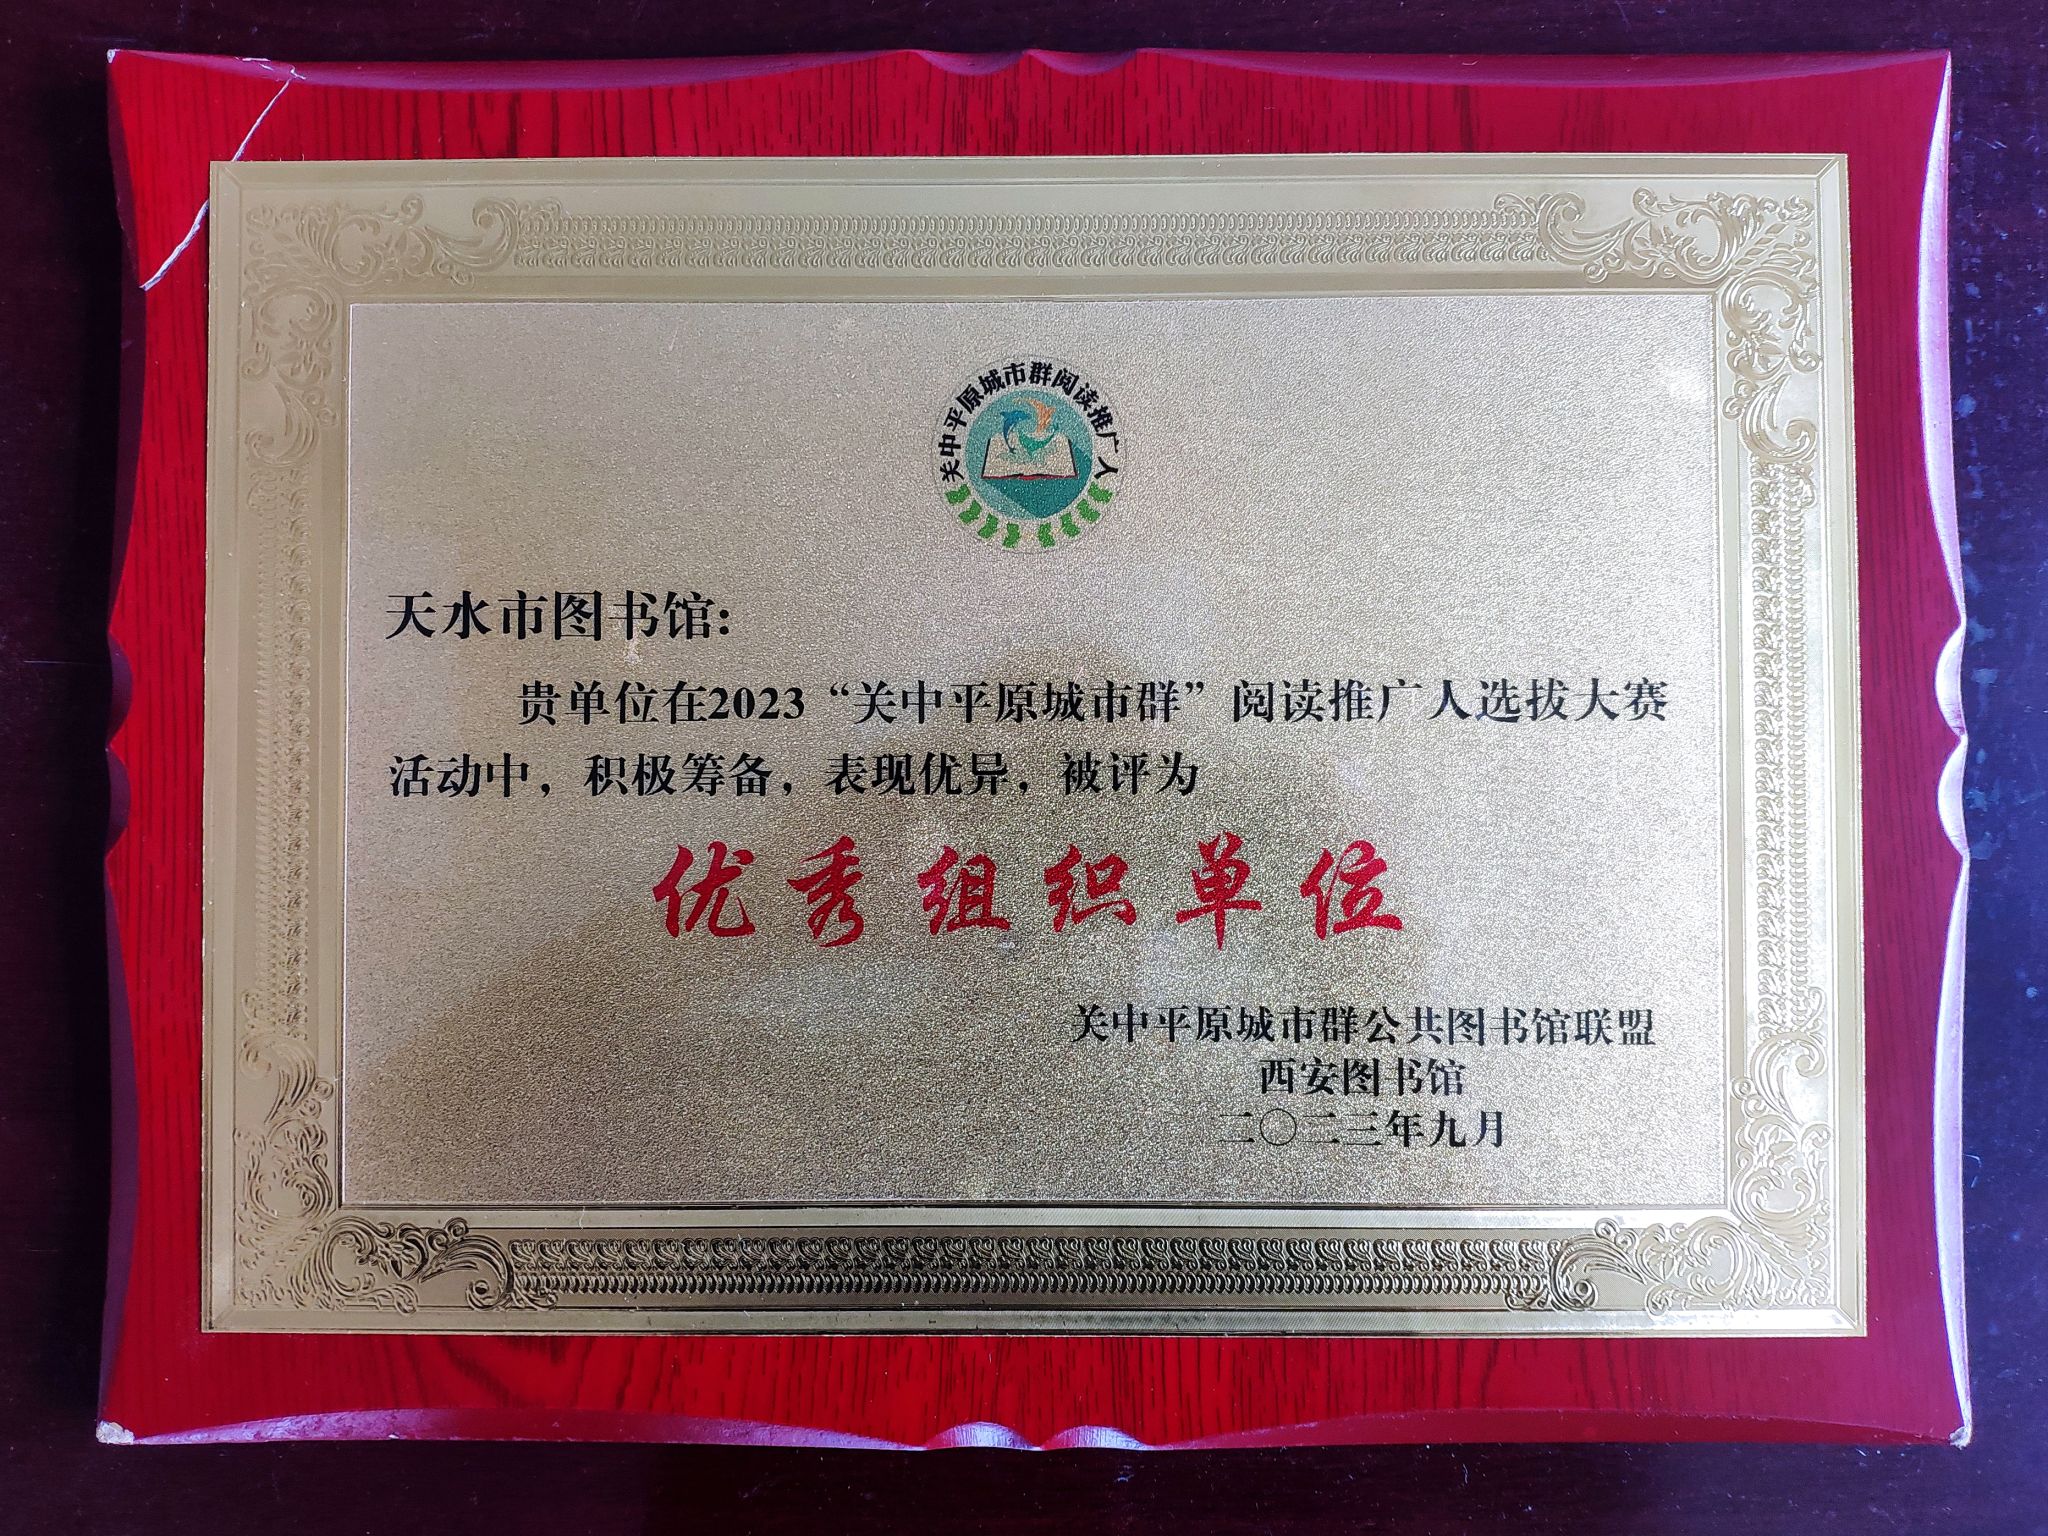 关中平原城市群阅读推广人
天水市图书馆:
贵单位在2023“关中平原城市群”阅读推广人选拔大赛
活动中，积极筹备，表现优异，被评为
优秀组织单位
关中平原城市群公共图书馆联盟
西安图书馆
二〇二三年九月